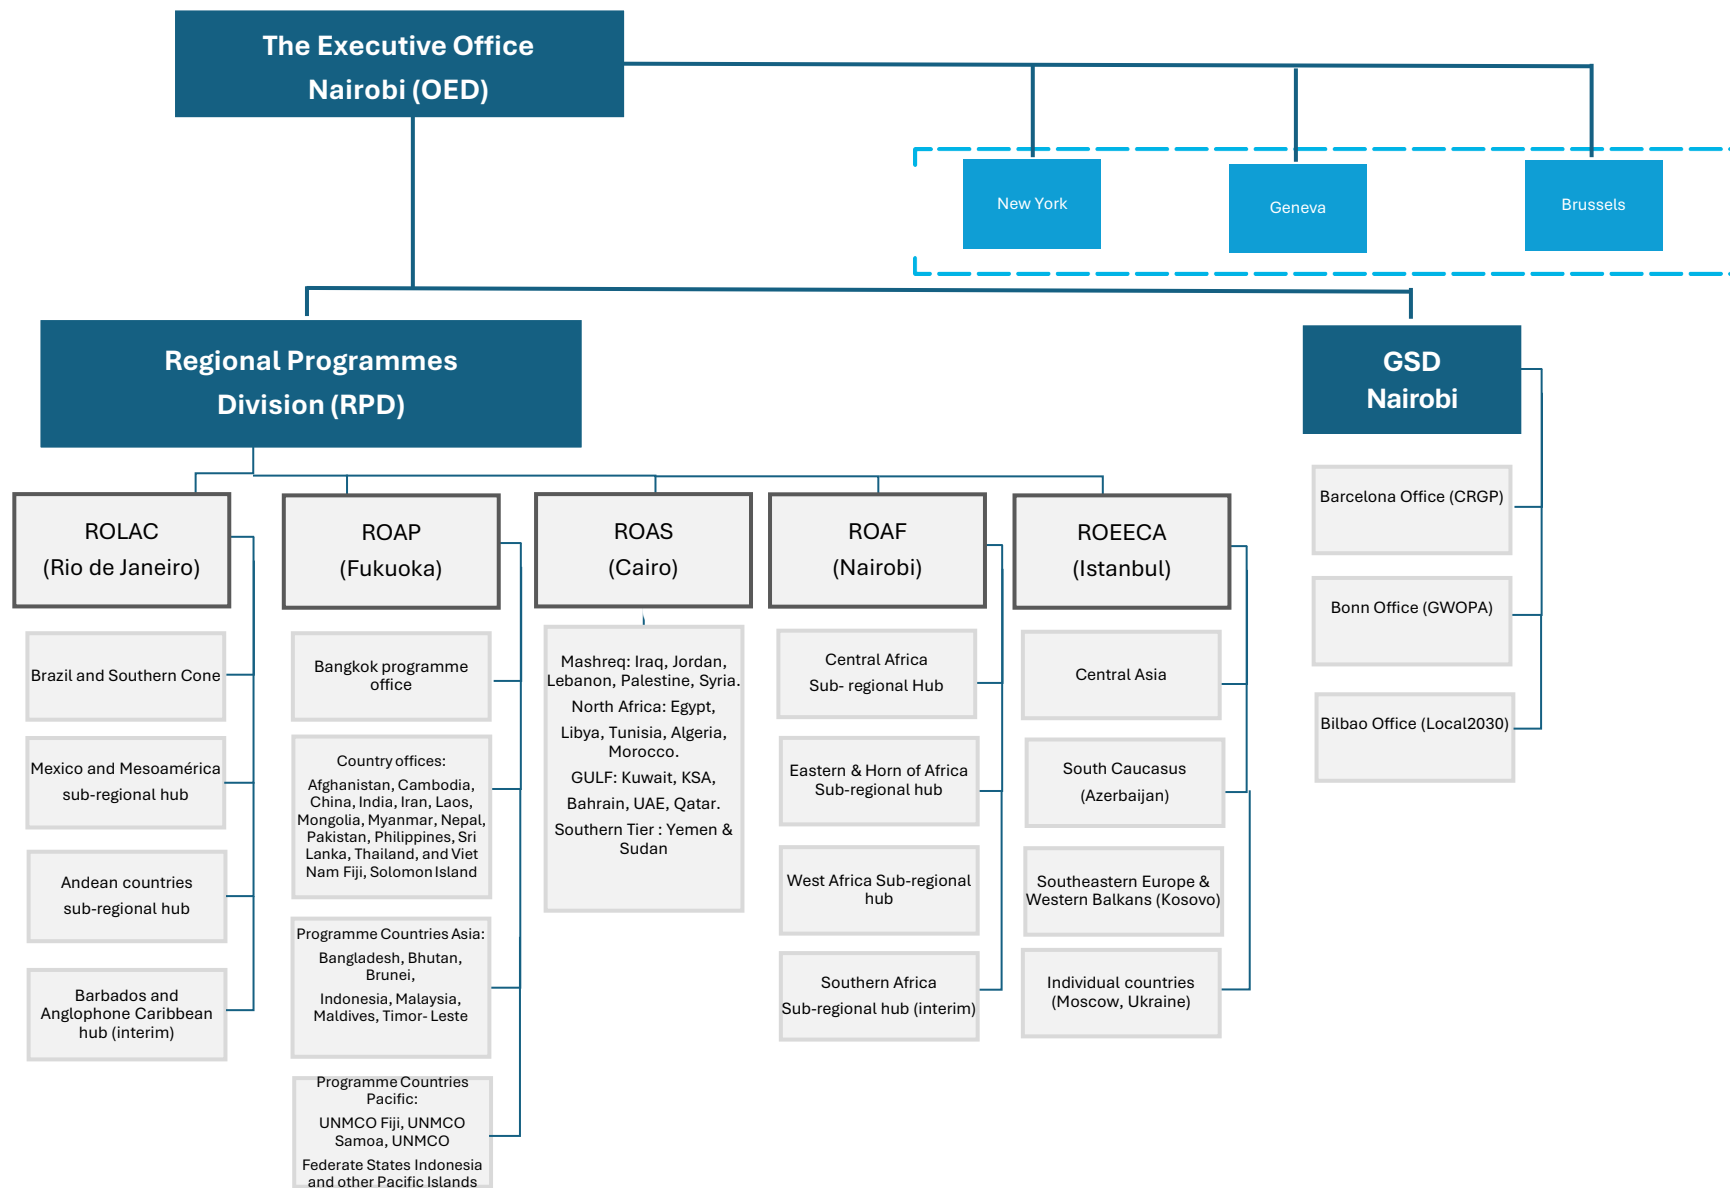 The Executive Office
Nairobi (OED)
New York
Geneva
Brussels
Regional Programmes
Division (RPD)
GSD
Nairobi
Barcelona Office (CRGP)
Bonn Office (GWOPA)
Bilbao Office (Local2030)
ROLAC
(Rio de Janeiro)
Brazil and Southern Cone
Mexico and Mesoamérica
sub-regional hub
Andean countries
sub-regional hub
Barbados and
Anglophone Caribbean
hub (interim)
ROAP
(Fukuoka)
Bangkok programme
office
Country offices:
Afghanistan, Cambodia,
China, India, Iran, Laos,
Mongolia, Myanmar, Nepal,
Pakistan, Philippines, Sri
Lanka, Thailand, and Viet
Nam Fiji, Solomon Island
Programme Countries Asia:
Bangladesh, Bhutan,
Brunei,
Indonesia, Malaysia,
Maldives, Timor- Leste
Programme Countries
Pacific:
UNMCO Fiji, UNMCO
Samoa, UNMCO
Federate States Indonesia
and other Pacific Islands
ROAS
(Cairo)
Mashreq: Iraq, Jordan,
Lebanon, Palestine, Syria.
North Africa: Egypt,
Libya, Tunisia, Algeria,
Morocco.
GULF: Kuwait, KSA,
Bahrain, UAE, Qatar.
Southern Tier : Yemen &
Sudan
ROAF
(Nairobi)
Central Africa
Sub- regional Hub
Eastern & Horn of Africa
Sub-regional hub
West Africa Sub-regional
hub
Southern Africa
Sub-regional hub (interim)
ROEECA
(Istanbul)
Central Asia
South Caucasus
(Azerbaijan)
Southeastern Europe &
Western Balkans (Kosovo)
Individual countries
(Moscow, Ukraine)